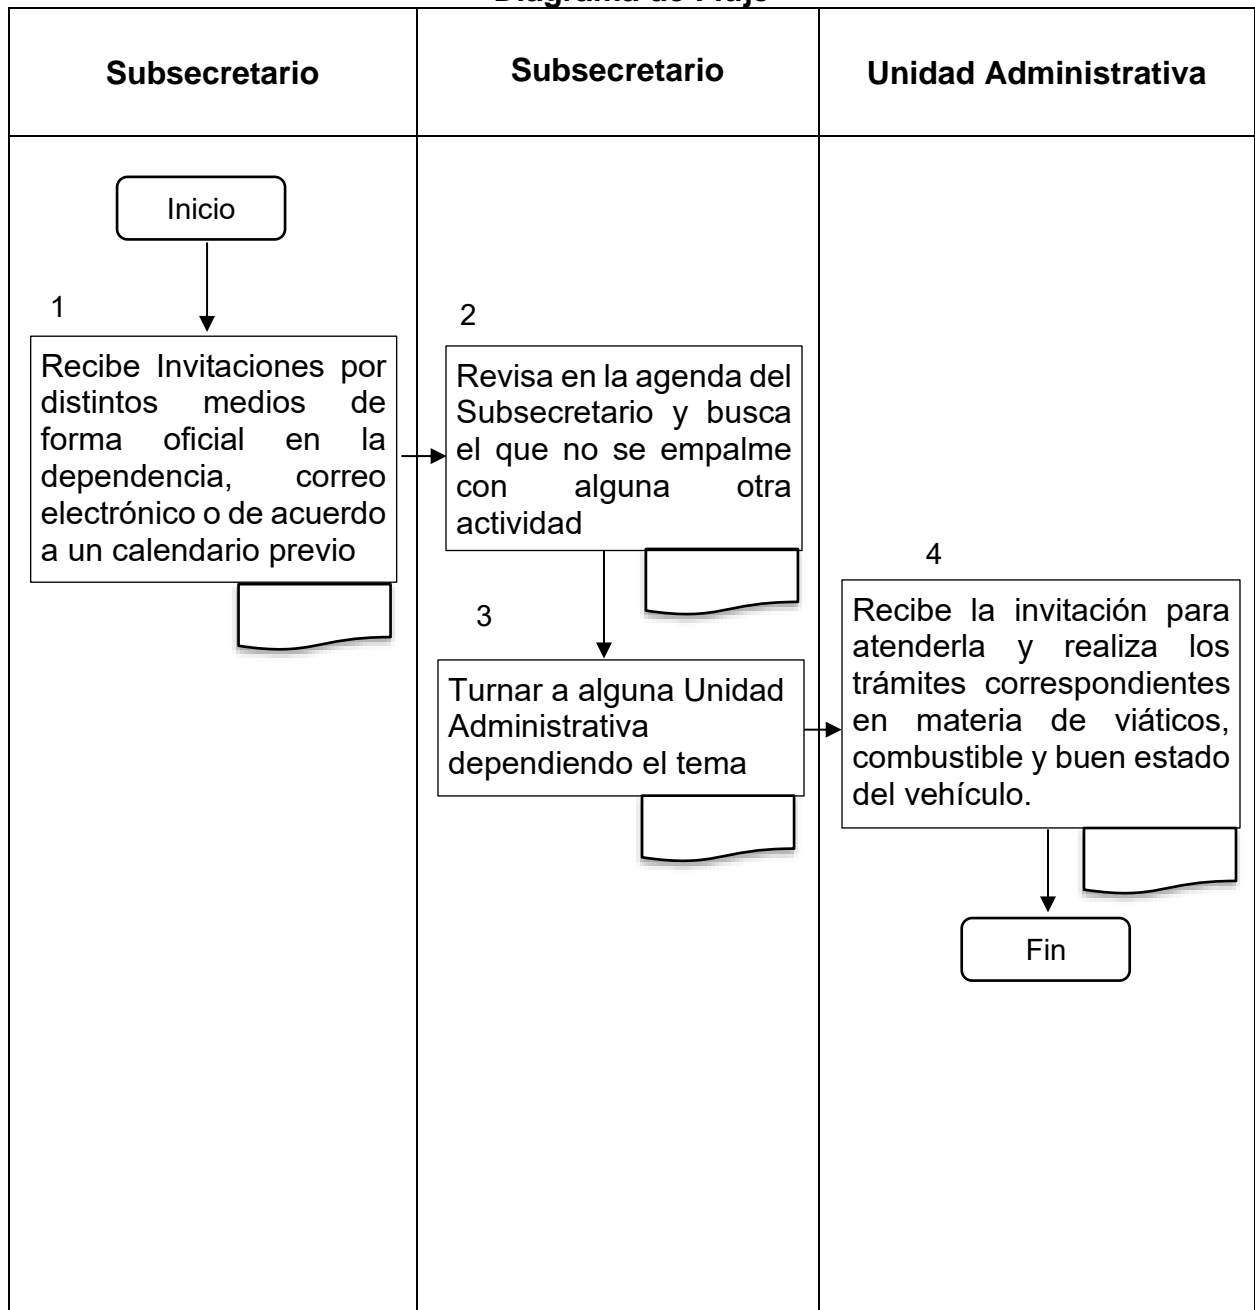 Diagrama de Flujo
Subsecretario
Subsecretario
Unidad Administrativa
Inicio
1
Recibe Invitaciones por
distintos medios de
forma oficial en la
dependencia, correo
electrónico o de acuerdo
a un calendario previo
2
Revisa en la agenda del
Subsecretario y busca
el que no se empalme
con alguna otra
actividad
3
Turnar a alguna Unidad
Administrativa
dependiendo el tema
4
Recibe la invitación para
atenderla y realiza los
trámites correspondientes
en materia de viáticos,
combustible y buen estado
del vehículo.
Fin